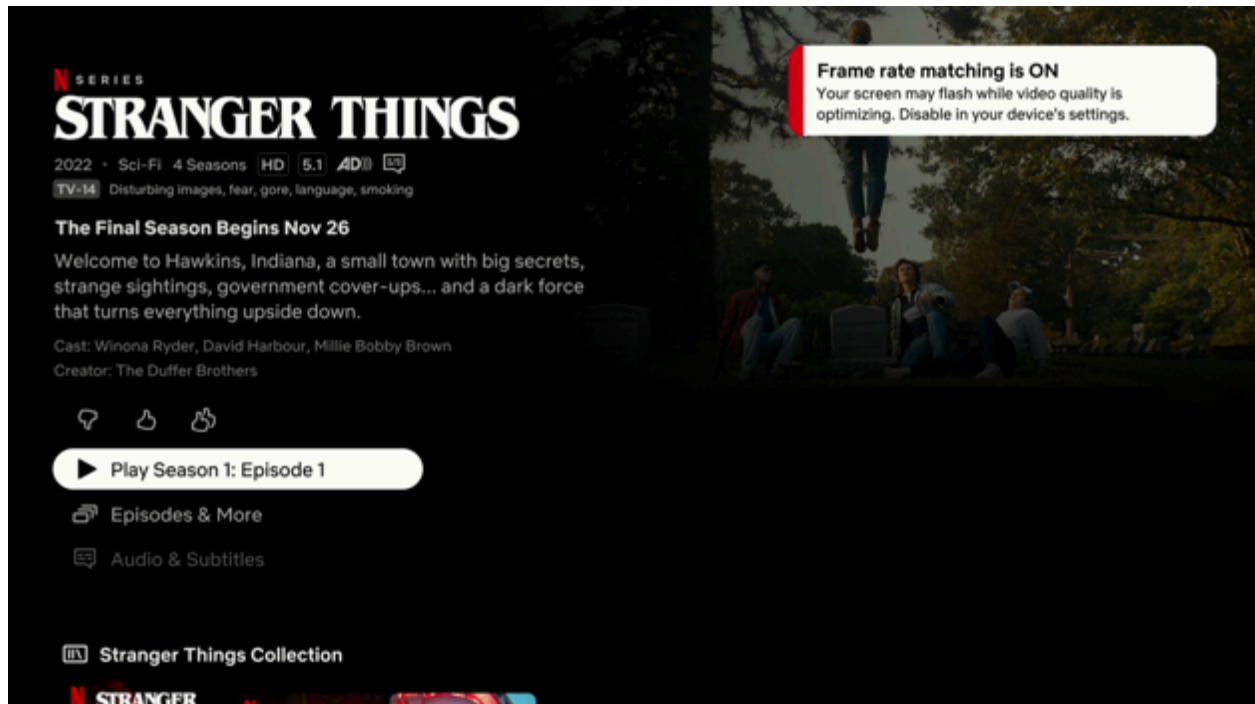 N SERIES
STRANGER THINGS
2022 • Sci-Fi 4 Seasons HD 5.1 AD)))
TV-14 Disturbing images, fear, gore, language, smoking
The Final Season Begins Nov 26
Welcome to Hawkins, Indiana, a small town with big secrets,
strange sightings, government cover-ups... and a dark force
that turns everything upside down.
Cast: Winona Ryder, David Harbour, Millie Bobby Brown
Creator: The Duffer Brothers
Play Season 1: Episode 1
Episodes & More
Audio & Subtitles
Stranger Things Collection
N STRANGER
Frame rate matching is ON
Your screen may flash while video quality is
optimizing. Disable in your device's settings.